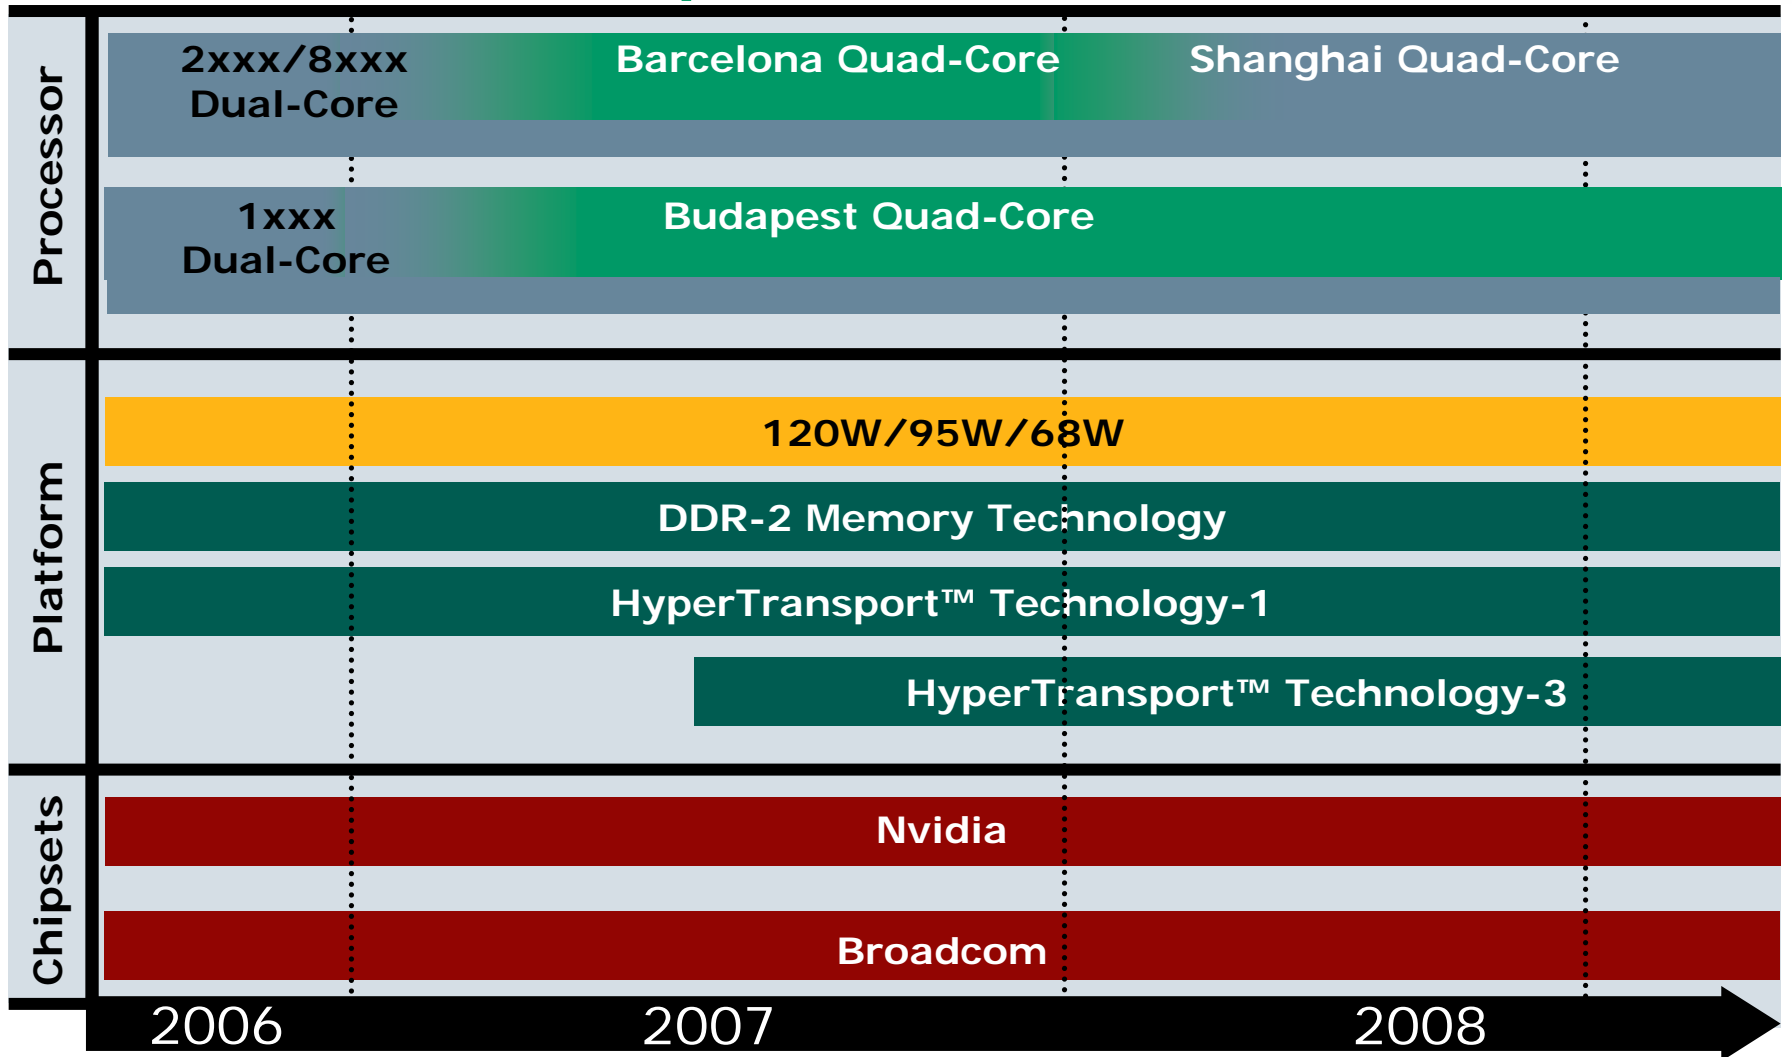 Processor
2xxx/8xxx
Dual-Core
Barcelona Quad-Core
Shanghai Quad-Core
1xxx
Dual-Core
Budapest Quad-Core
Platform
120W/95W/68W
DDR-2 Memory Technology
HyperTransport™ Technology-1
HyperTransport™ Technology-3
Chipsets
Nvidia
Broadcom
2006
2007
2008